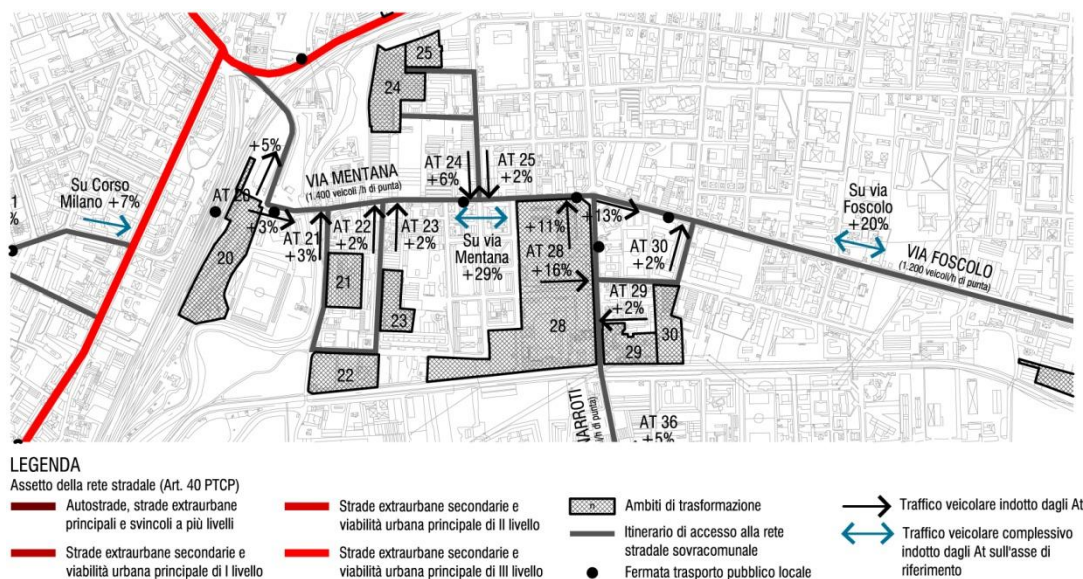 25
24
+5%
Su Corso
Milano +7%
VIA MENTANA
(1.400 veicoli /h di punta)
AT 24
+6%
AT 25
+2%
AT 20
+3%
AT 21
+3%
AT 22
+2%
AT 23
+2%
Su via
Mentana
+29%
+11%
+13%
AT 28
+16%
AT 30
+2%
AT 29
+2%
Su via
Foscolo
+20%
VIA FOSCOLO
(1.200 veicoli/h di punta)
20
21
22
23
28
29
30
AT 36
+5%
LEGENDA
Assetto della rete stradale (Art. 40 PTCP)
Autostrade, strade extraurbane
principali e svincoli a più livelli
Strade extraurbane secondarie e
viabilità urbana principale di I livello
Strade extraurbane secondarie e
viabilità urbana principale di II livello
Strade extraurbane secondarie e
viabilità urbana principale di III livello
n
Ambiti di trasformazione
Itinerario di accesso alla rete
stradale sovracomunale
Fermata trasporto pubblico locale
Traffico veicolare indotto dagli At
Traffico veicolare complessivo
indotto dagli At sull'asse di
riferimento